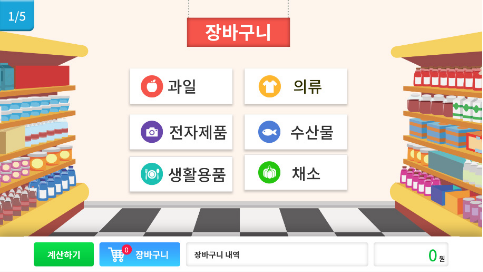 1/5
장바구니
과일
의류
전자제품
수산물
생활용품
채소
계산하기
0
장바구니
장바구니 내역
0원